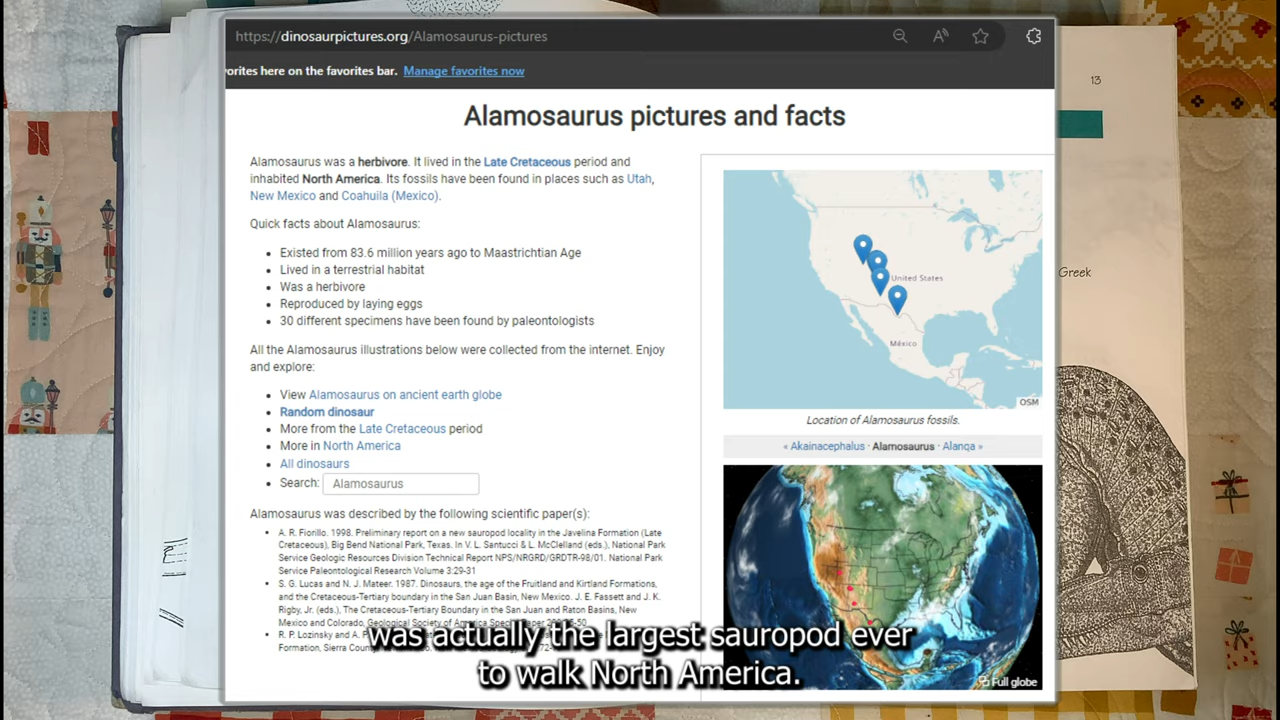 https://dinosaurpictures.org/Alamosaurus-pictures
orites here on the favorites bar. Manage favorites now
13
Alamosaurus pictures and facts
Alamosaurus was a herbivore. It lived in the Late Cretaceous period and
inhabited North America. Its fossils have been found in places such as Utah,
New Mexico and Coahuila (Mexico).
Quick facts about Alamosaurus:
Existed from 83.6 million years ago to Maastrichtian Age
Lived in a terrestrial habitat
Was a herbivore
Reproduced by laying eggs
30 different specimens have been found by paleontologists
All the Alamosaurus illustrations below were collected from the internet. Enjoy
and explore:
View Alamosaurus on ancient earth globe
Random dinosaur
More from the Late Cretaceous period
More in North America
All dinosaurs
Search: Alamosaurus
Alamosaurus was described by the following scientific paper(s):
A. R. Fiorillo. 1998. Preliminary report on a new sauropod locality in the Javelina Formation (Late
Cretaceous), Big Bend National Park, Texas. In V. L. Santucci & L. McClelland (eds.), National Park
Service Geologic Resources Division Technical Report NPS/NRGRD/GRDTR-98/01. National Park
Service Paleontological Research Volume 3:29-31
S. G. Lucas and N. J. Mateer. 1987. Dinosaurs, the age of the Fruitland and Kirtland Formations,
and the Cretaceous-Tertiary boundary in the San Juan Basin, New Mexico. J. E. Fassett and J. K.
Rigby, Jr. (eds.), The Cretaceous-Tertiary Boundary in the San Juan and Raton Basins, New
Mexico and Colorado, Geological Society of America
R. P. Lozinsky and A.
Formation, Sierra
United States
México
OSM
Location of Alamosaurus fossils.
« Akainacephalus · Alamosaurus · Alanqa »
Full globe
Greek
was actually the largest sauropod ever
to walk North America.